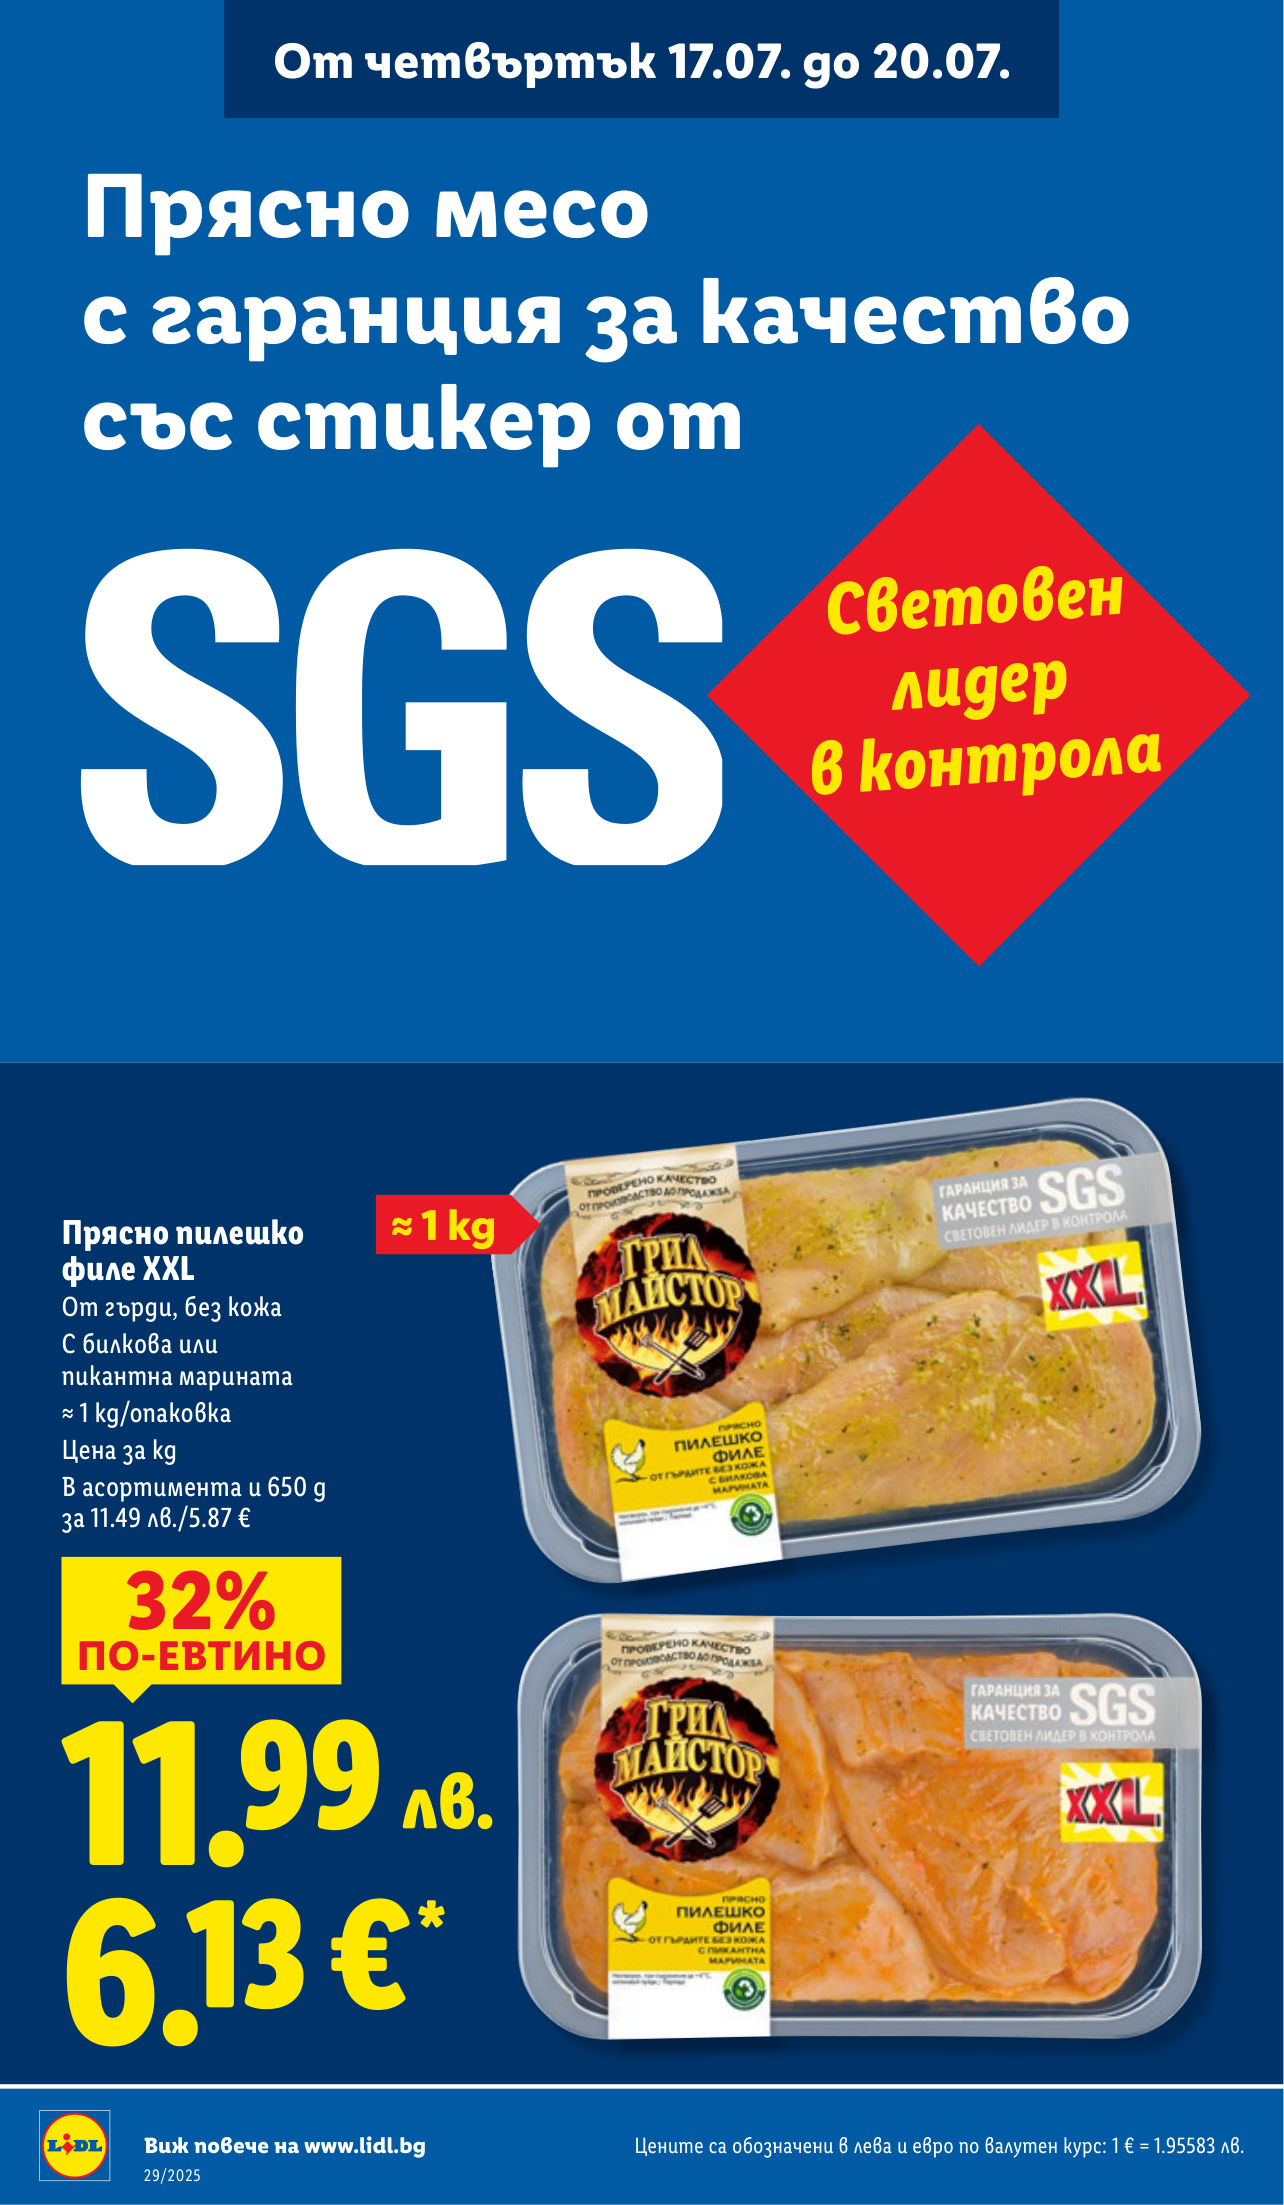 От четвъртък 17.07. до 20.07.
Прясно месо
с гаранция за качество
със стикер от
SGS
Световен
лидер
в контрола
Прясно пилешко
филе XXL
От гърди, без кожа
С билкова или
пикантна марината
≈ 1 kg/опаковка
Цена за kg
В асортимента и 650 g
за 11.49 лв./5.87 €
32%
ПО-ЕВТИНО
11.99 лв.
6.13 €*
≈ 1 kg
ПРОВЕРЕНО КАЧЕСТВО
ОТ ПРОИЗВОДСТВО ДО ПРОДАЖБА
ГРИЛ
МАЙСТОР
ГАРАНЦИЯ ЗА
КАЧЕСТВО SGS
СВЕТОВЕН ЛИДЕР В КОНТРОЛА
XXL
ПРЯСНО
ПИЛЕШКО
ФИЛЕ
ОТ ГЪРДИТЕ БЕЗ КОЖА
С БИЛКОВА
МАРИНАТА
ПРОВЕРЕНО КАЧЕСТВО
ОТ ПРОИЗВОДСТВО ДО ПРОДАЖБА
ГРИЛ
МАЙСТОР
ГАРАНЦИЯ ЗА
КАЧЕСТВО SGS
СВЕТОВЕН ЛИДЕР В КОНТРОЛА
XXL
ПРЯСНО
ПИЛЕШКО
ФИЛЕ
ОТ ГЪРДИТЕ БЕЗ КОЖА
С ПИКАНТНА
МАРИНАТА
LIDL
Виж повече на www.lidl.bg
29/2025
Цените са обозначени в лева и евро по валутен курс: 1 € = 1.95583 лв.